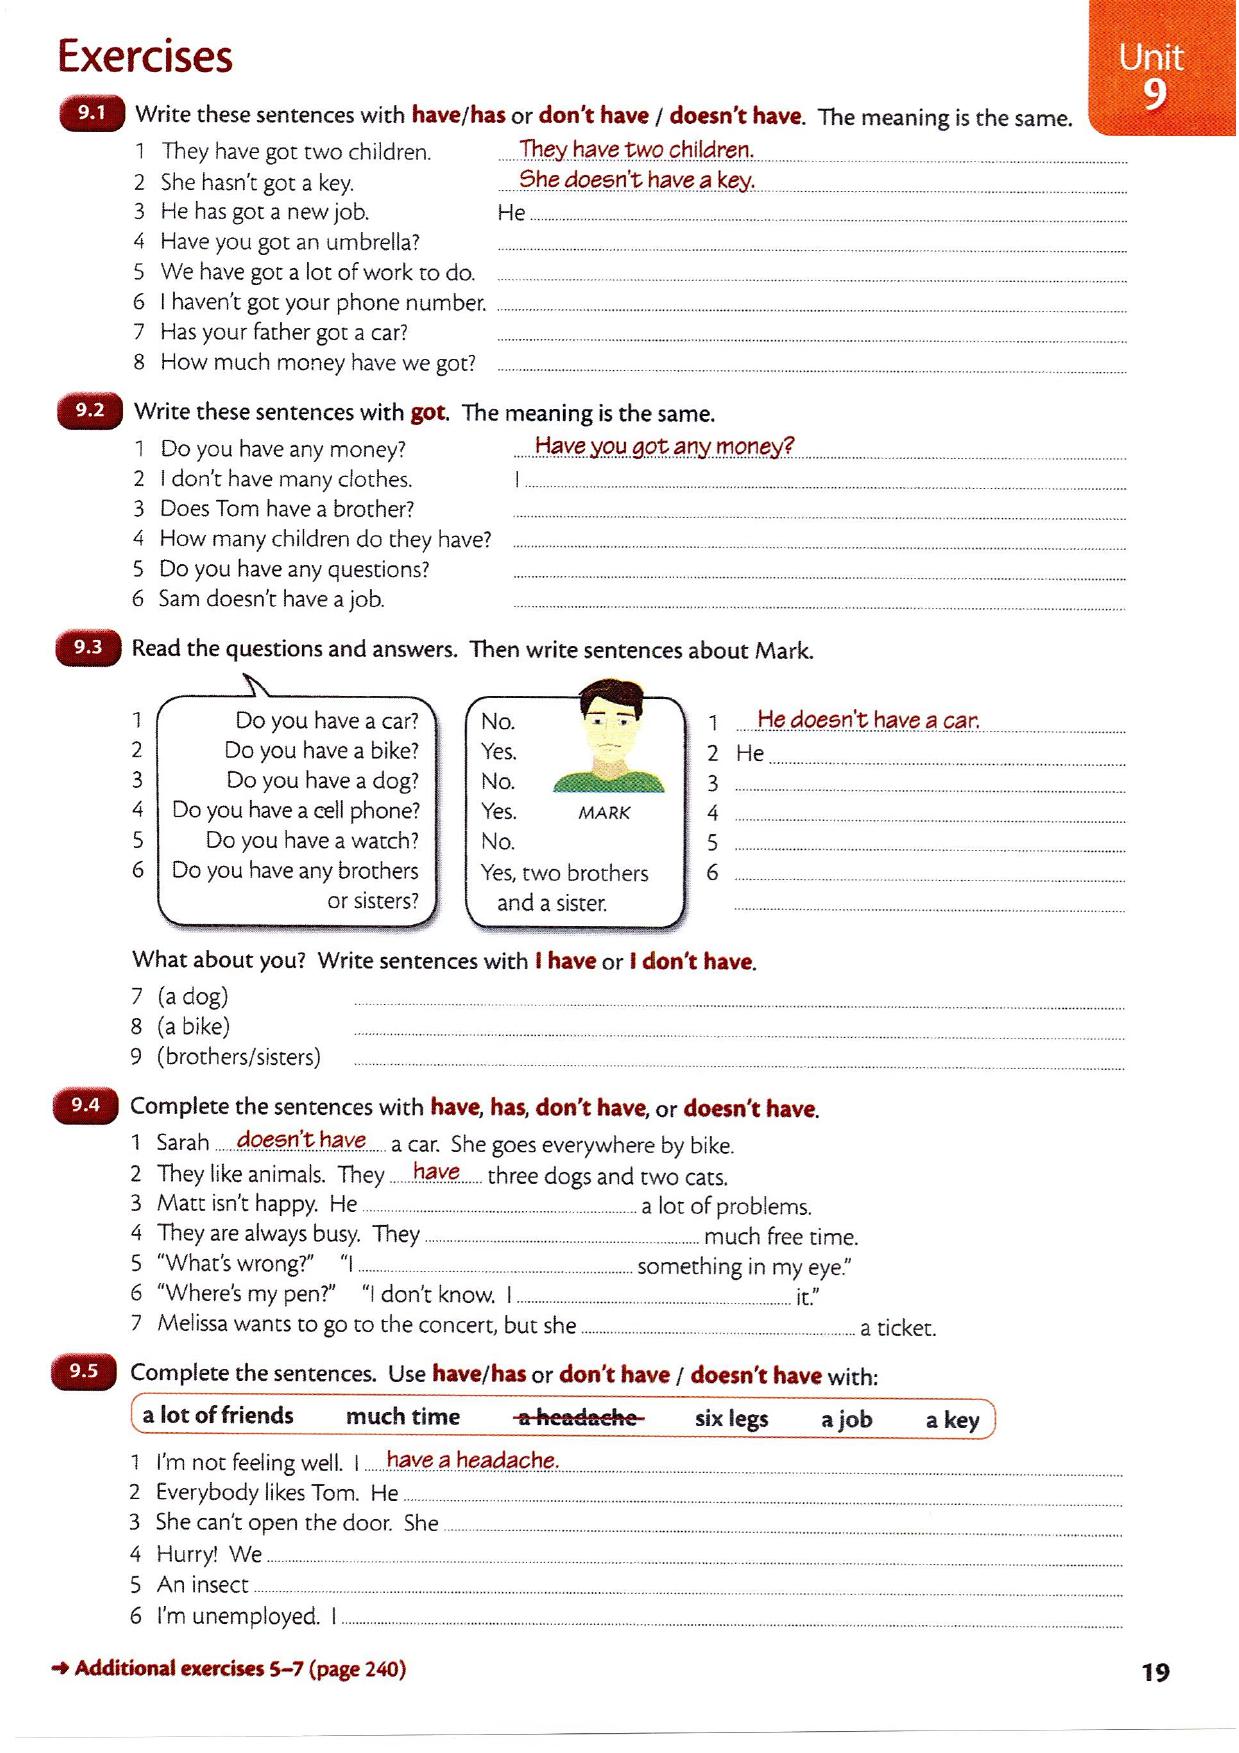 Exercises
Unit
9
9.1 Write these sentences with have/has or don't have / doesn't have. The meaning is the same.
1 They have got two children. They have two children.
2 She hasn't got a key. She doesn't have a key.
3 He has got a new job. He
4 Have you got an umbrella?
5 We have got a lot of work to do.
6 I haven't got your phone number.
7 Has your father got a car?
8 How much money have we got?
9.2 Write these sentences with got. The meaning is the same.
1 Do you have any money? Have you got any money?
2 I don't have many clothes. I
3 Does Tom have a brother?
4 How many children do they have?
5 Do you have any questions?
6 Sam doesn't have a job.
9.3 Read the questions and answers. Then write sentences about Mark.
1 Do you have a car? No. 1 He doesn't have a car.
2 Do you have a bike? Yes. 2 He
3 Do you have a dog? No. 3
4 Do you have a cell phone? Yes. MARK 4
5 Do you have a watch? No. 5
6 Do you have any brothers Yes, two brothers 6
or sisters? and a sister.
What about you? Write sentences with I have or I don't have.
7 (a dog)
8 (a bike)
9 (brothers/sisters)
9.4 Complete the sentences with have, has, don't have, or doesn't have.
1 Sarah doesn't have a car. She goes everywhere by bike.
2 They like animals. They have three dogs and two cats.
3 Matt isn't happy. He a lot of problems.
4 They are always busy. They much free time.
5 "What's wrong?" "I something in my eye."
6 "Where's my pen?" "I don't know. I it."
7 Melissa wants to go to the concert, but she a ticket.
9.5 Complete the sentences. Use have/has or don't have / doesn't have with:
a lot of friends much time a headache six legs a job a key
1 I'm not feeling well. I have a headache.
2 Everybody likes Tom. He
3 She can't open the door. She
4 Hurry! We
5 An insect
6 I'm unemployed. I
➜ Additional exercises 5–7 (page 240)
19